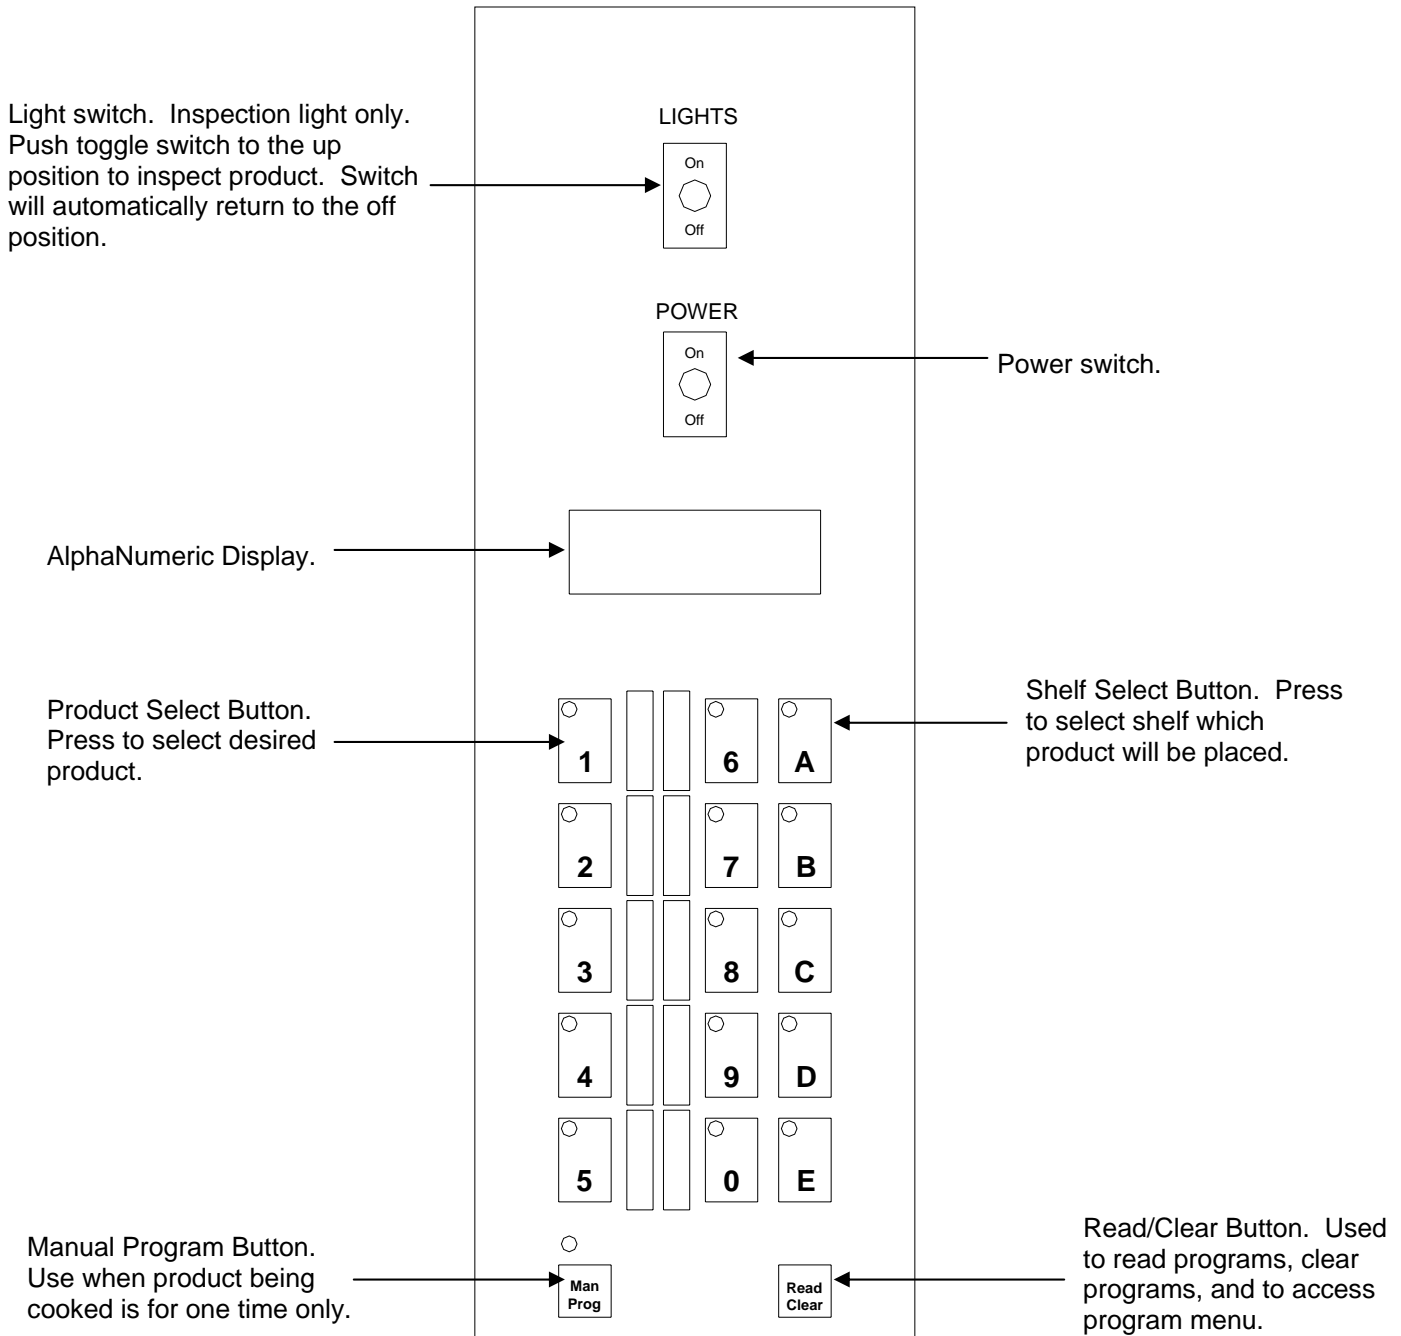 Light switch.  Inspection light only.
Push toggle switch to the up
position to inspect product.  Switch
will automatically return to the off
position.
LIGHTS
On
Off
POWER
On
Off
Power switch.
AlphaNumeric Display.
Product Select Button.
Press to select desired
product.
Shelf Select Button.  Press
to select shelf which
product will be placed.
1 6 A
2 7 B
3 8 C
4 9 D
5 0 E
Manual Program Button.
Use when product being
cooked is for one time only.
Man
Prog
Read
Clear
Read/Clear Button.  Used
to read programs, clear
programs, and to access
program menu.